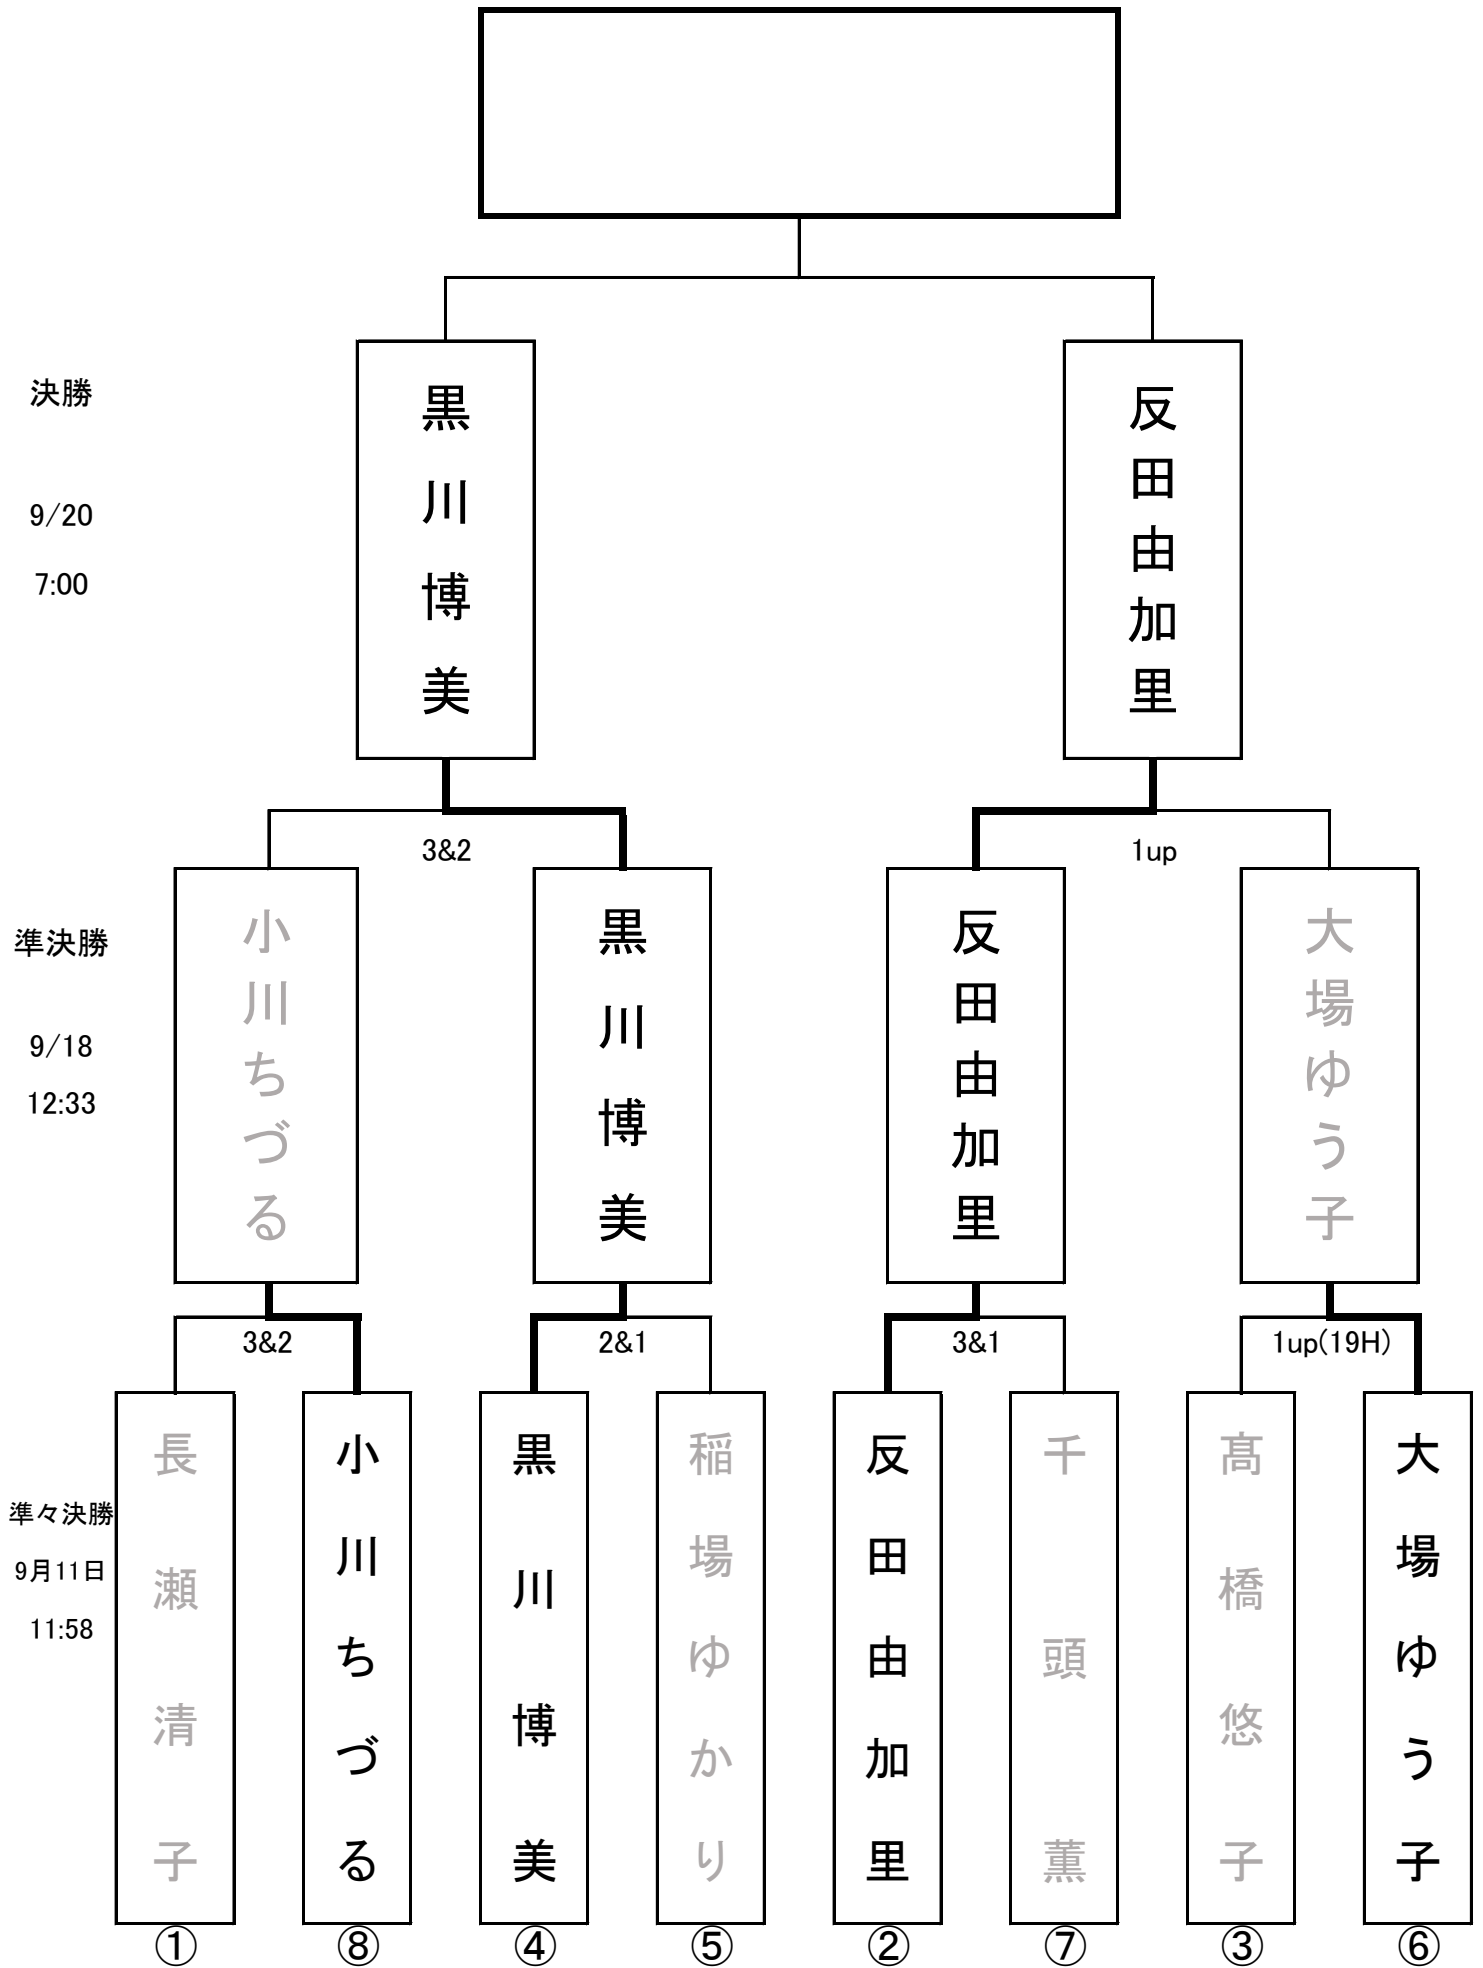 決勝
9/20
7:00
黒川博美
反田由加里
3&2
1up
準決勝
9/18
12:33
小川ちづる
黒川博美
反田由加里
大場ゆう子
3&2
2&1
3&1
1up(19H)
準々決勝
9月11日
11:58
長瀬清子
小川ちづる
黒川博美
稲場ゆかり
反田由加里
千頭薫
髙橋悠子
大場ゆう子
① ⑧ ④ ⑤ ② ⑦ ③ ⑥